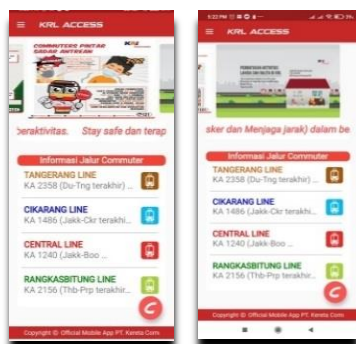 KRL ACCESS
COMMUTERS PINTAR
SADAR ANTREAN
beraktivitas. Stay safe dan terap
Informasi Jalur Commuter
TANGERANG LINE
KA 2358 (Du-Tng terakhir) ...
CIKARANG LINE
KA 1486 (Jakk-Ckr terakhi...
CENTRAL LINE
KA 1240 (Jakk-Boo ...
RANGKASBITUNG LINE
KA 2156 (Thb-Prp terakhir...
Copyright © Official Mobile App PT. Kereta Com
KRL ACCESS
sker dan Menjaga jarak) dalam be
Informasi Jalur Commuter
TANGERANG LINE
KA 2358 (Du-Tng terakhir) ...
CIKARANG LINE
KA 1486 (Jakk-Ckr terakhi...
CENTRAL LINE
KA 1240 (Jakk-Boo ...
RANGKASBITUNG LINE
KA 2156 (Thb-Prp terakhir...
Copyright © Official Mobile App PT. Kereta Com